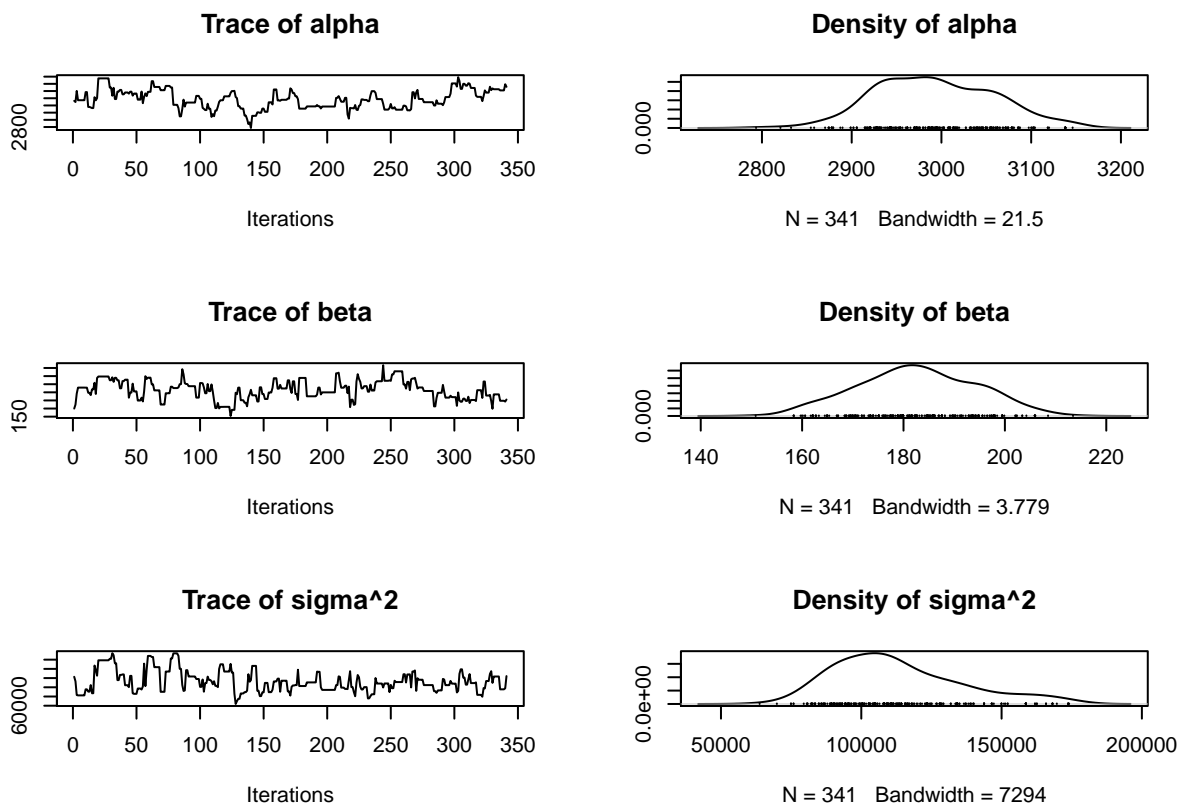 Trace of alpha
2800
0 50 100 150 200 250 300 350
Iterations
Density of alpha
0.000
2800 2900 3000 3100 3200
N = 341 Bandwidth = 21.5
Trace of beta
150
0 50 100 150 200 250 300 350
Iterations
Density of beta
0.000
140 160 180 200 220
N = 341 Bandwidth = 3.779
Trace of sigma^2
60000
0 50 100 150 200 250 300 350
Iterations
Density of sigma^2
0.0e+00
50000 100000 150000 200000
N = 341 Bandwidth = 7294